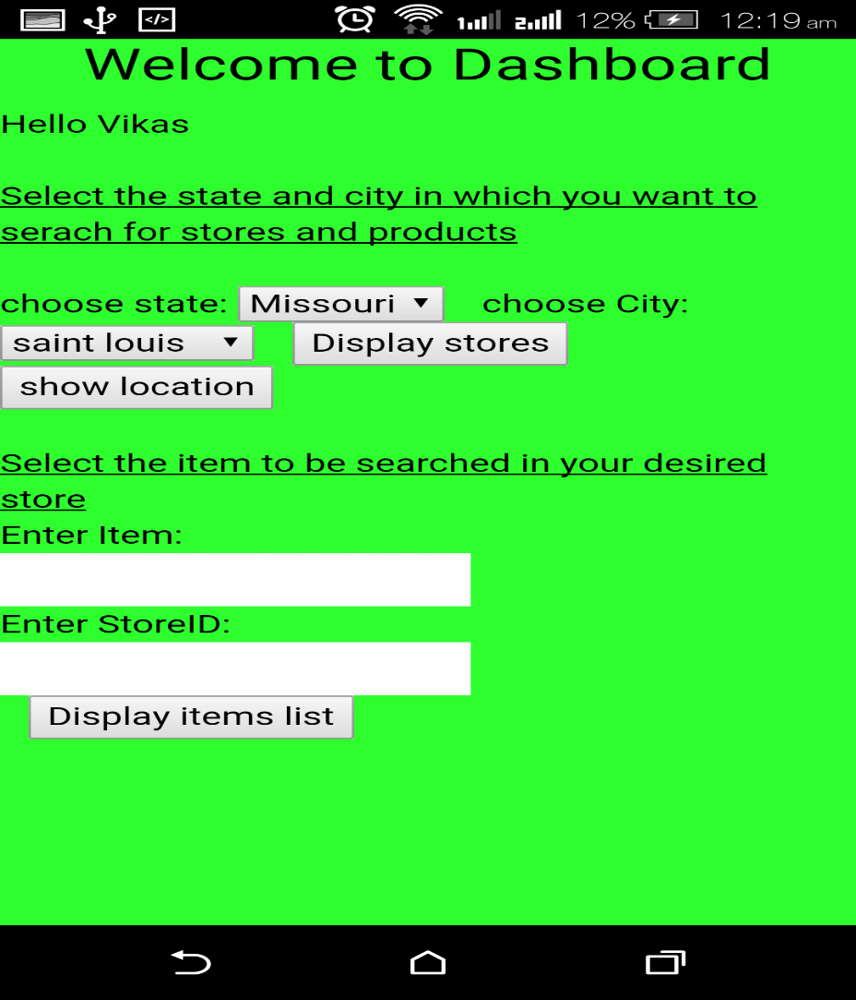 12% 12:19 am
Welcome to Dashboard
Hello Vikas
Select the state and city in which you want to
serach for stores and products
choose state: Missouri choose City:
saint louis Display stores
show location
Select the item to be searched in your desired
store
Enter Item:
Enter StoreID:
Display items list